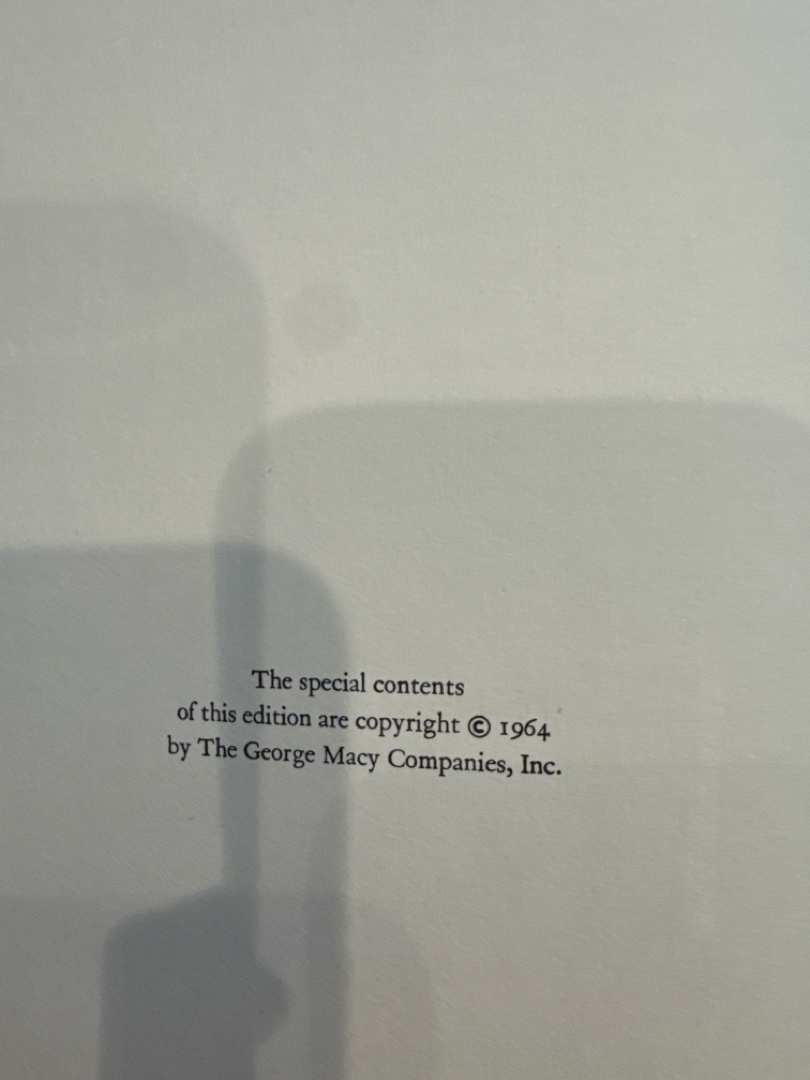 The special contents
of this edition are copyright © 1964
by The George Macy Companies, Inc.